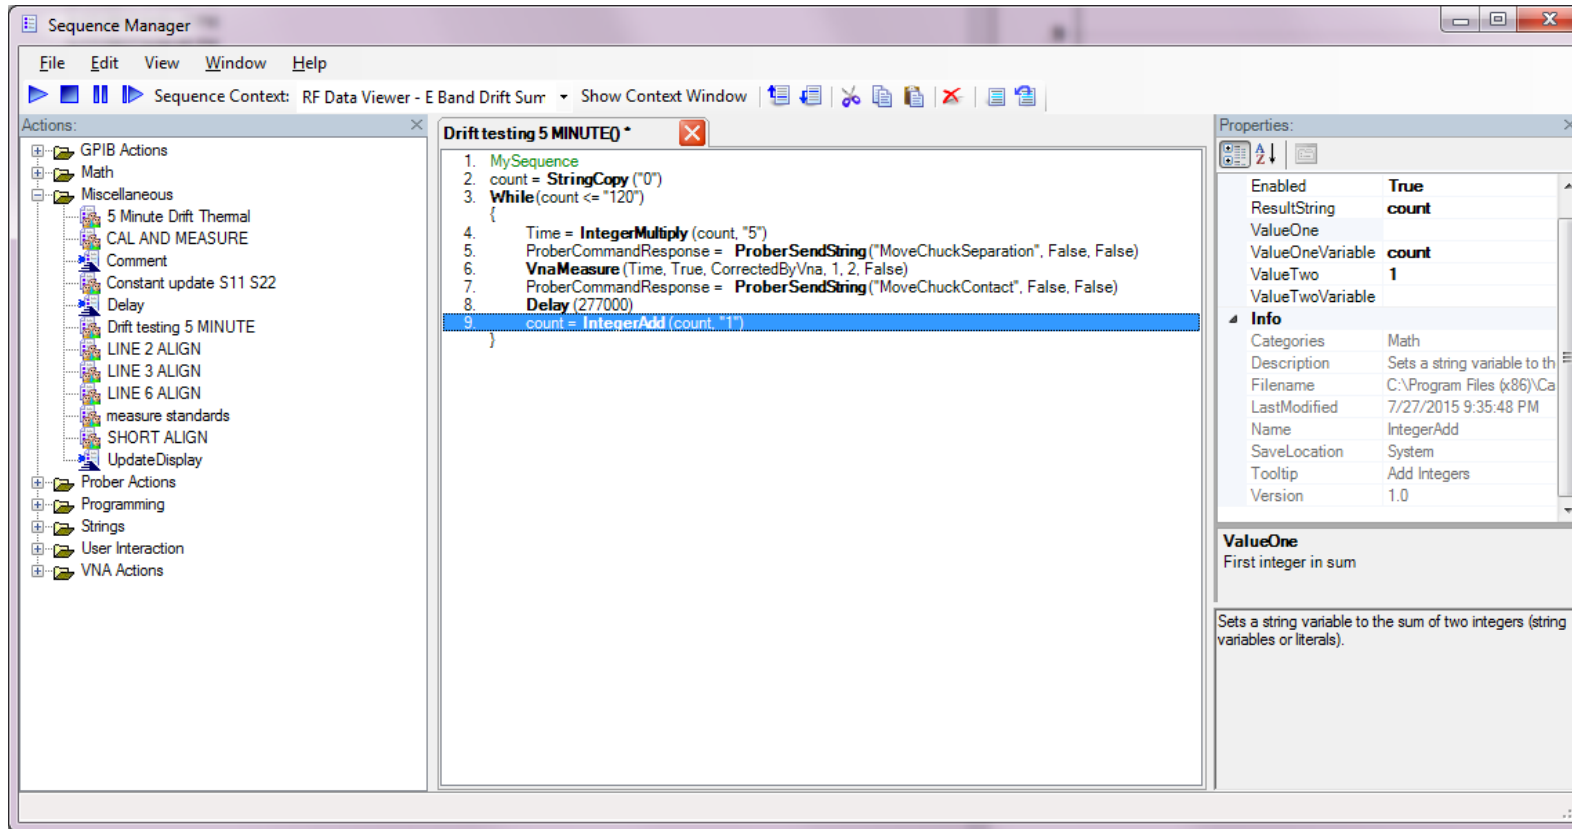 Sequence Manager
File Edit View Window Help
Sequence Context: RF Data Viewer - E Band Drift Sum Show Context Window
Actions:
GPIB Actions
Math
Miscellaneous
5 Minute Drift Thermal
CAL AND MEASURE
Comment
Constant update S11 S22
Delay
Drift testing 5 MINUTE
LINE 2 ALIGN
LINE 3 ALIGN
LINE 6 ALIGN
measure standards
SHORT ALIGN
UpdateDisplay
Prober Actions
Programming
Strings
User Interaction
VNA Actions
Drift testing 5 MINUTE() *
1. MySequence
2. count = StringCopy ("0")
3. While(count <= "120")
{
4. Time = IntegerMultiply (count, "5")
5. ProberCommandResponse = ProberSendString("MoveChuckSeparation", False, False)
6. VnaMeasure (Time, True, CorrectedByVna, 1, 2, False)
7. ProberCommandResponse = ProberSendString("MoveChuckContact", False, False)
8. Delay (277000)
9. count = IntegerAdd (count, "1")
}
Properties:
Enabled True
ResultString count
ValueOne
ValueOneVariable count
ValueTwo 1
ValueTwoVariable
Info
Categories Math
Description Sets a string variable to th
Filename C:\Program Files (x86)\Ca
LastModified 7/27/2015 9:35:48 PM
Name IntegerAdd
SaveLocation System
Tooltip Add Integers
Version 1.0
ValueOne
First integer in sum
Sets a string variable to the sum of two integers (string
variables or literals).